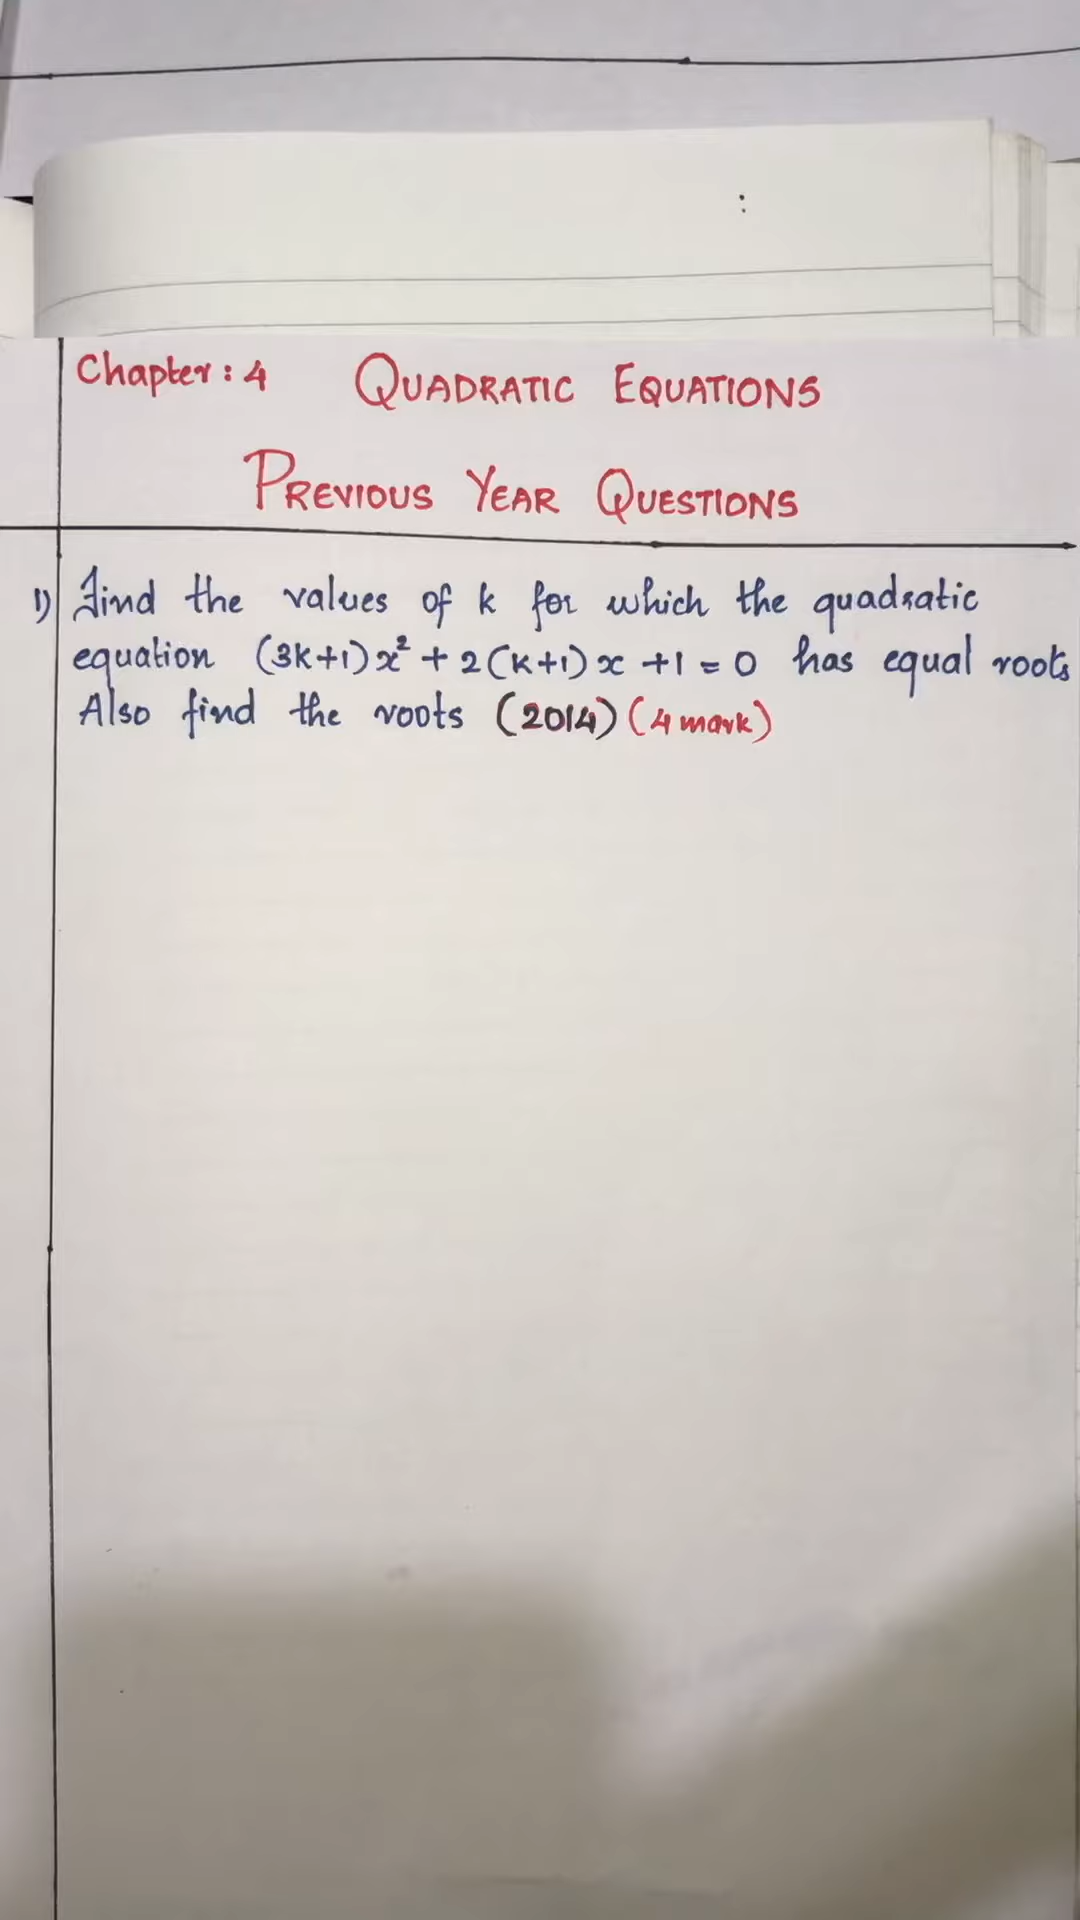 Chapter : 4 QUADRATIC EQUATIONS
PREVIOUS YEAR QUESTIONS
1) Find the values of k for which the quadratic
equation (3k+1)x² + 2(k+1)x +1 = 0 has equal roots
Also find the roots (2014) (4 mark)